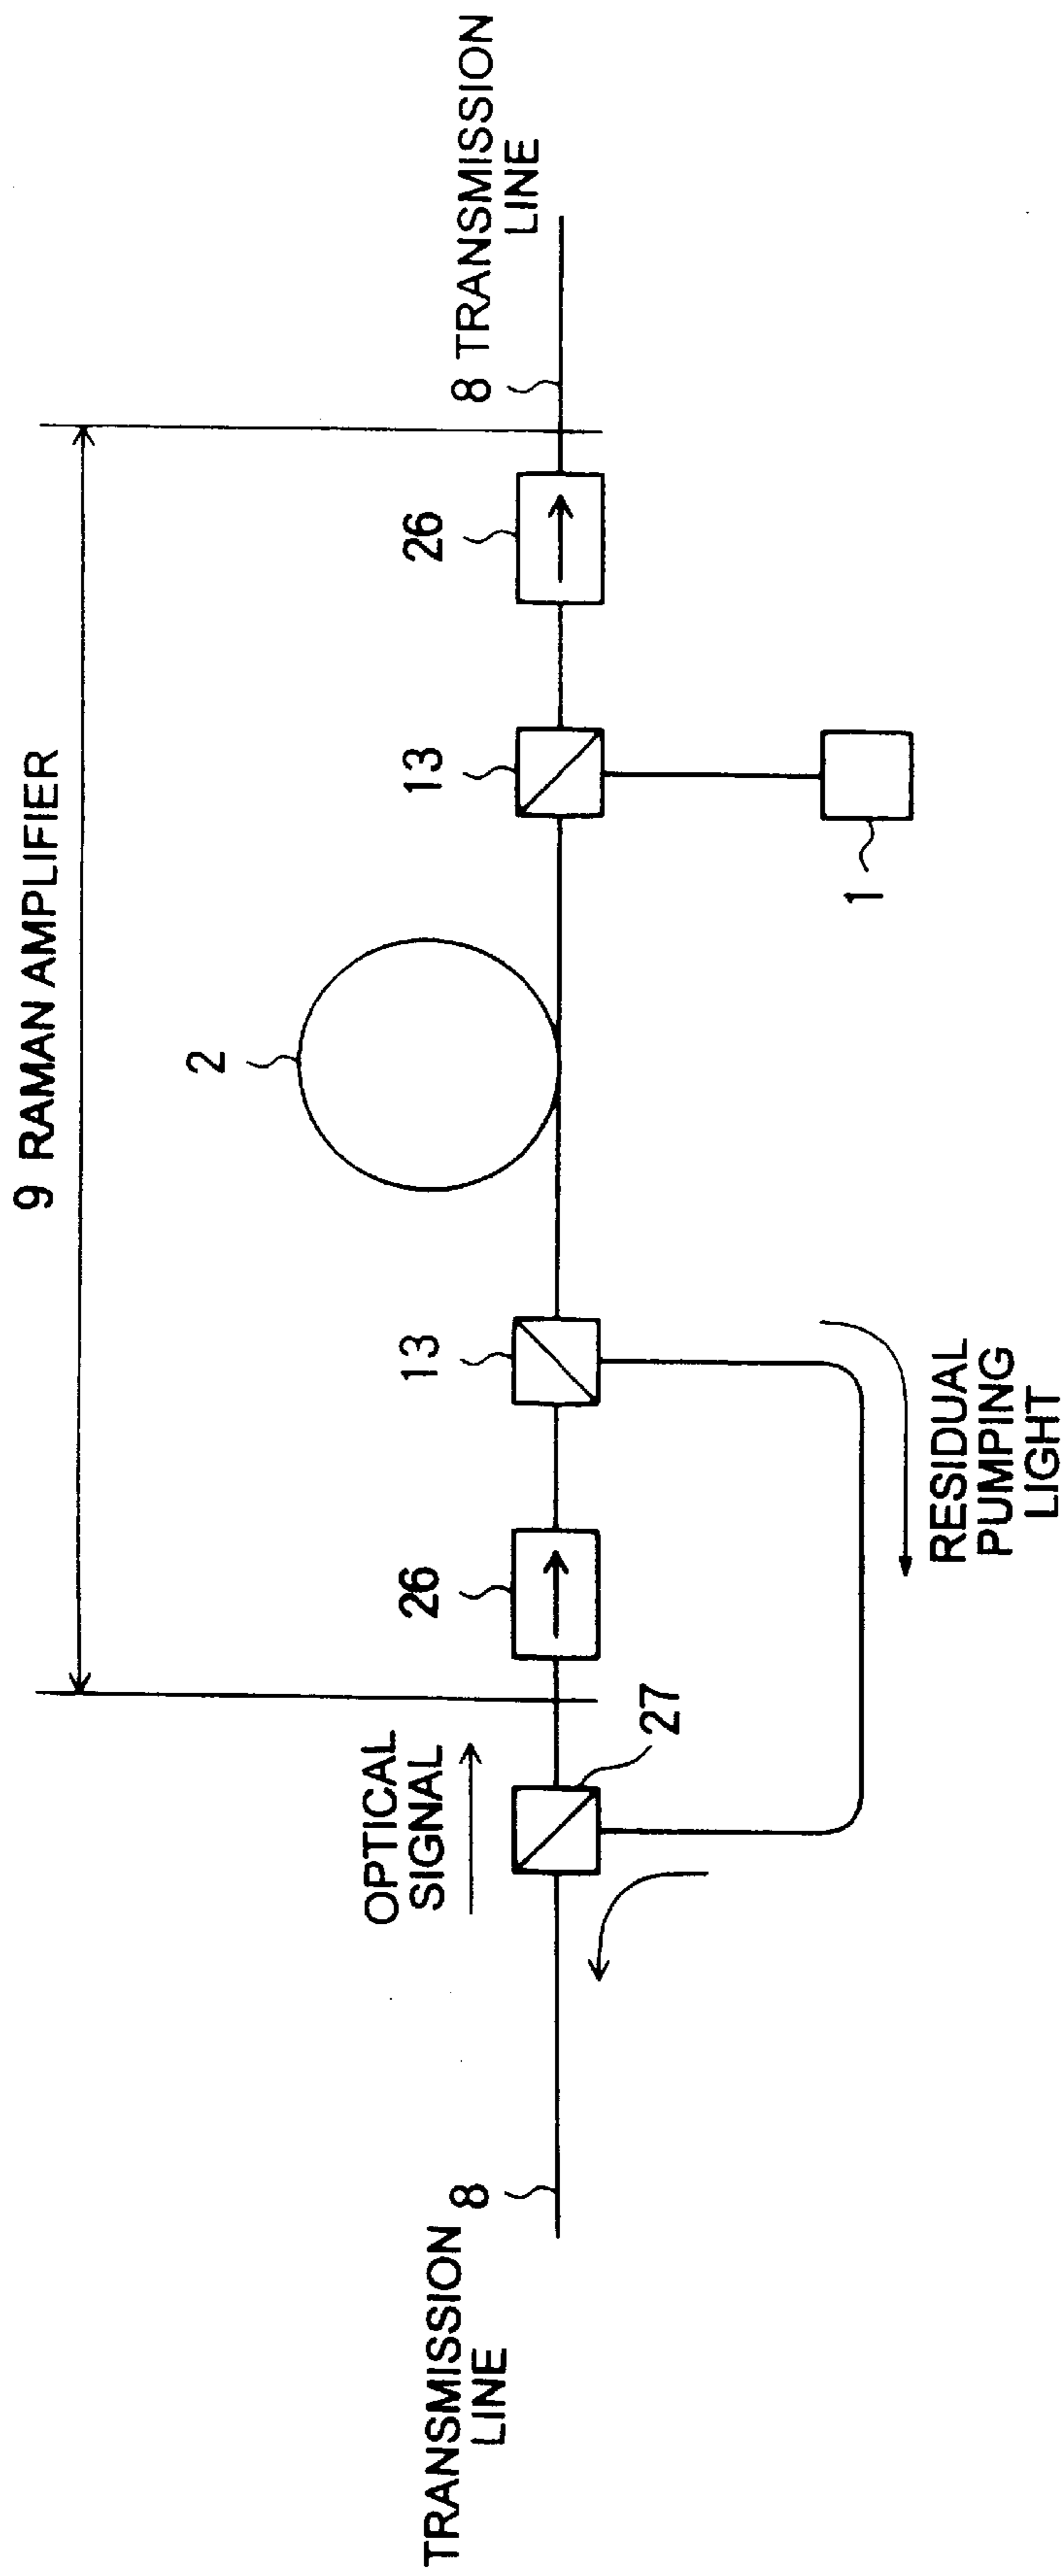 9 RAMAN AMPLIFIER
2
TRANSMISSION
LINE
8
OPTICAL
SIGNAL
27
26
13
13
26
8 TRANSMISSION
LINE
1
RESIDUAL
PUMPING
LIGHT